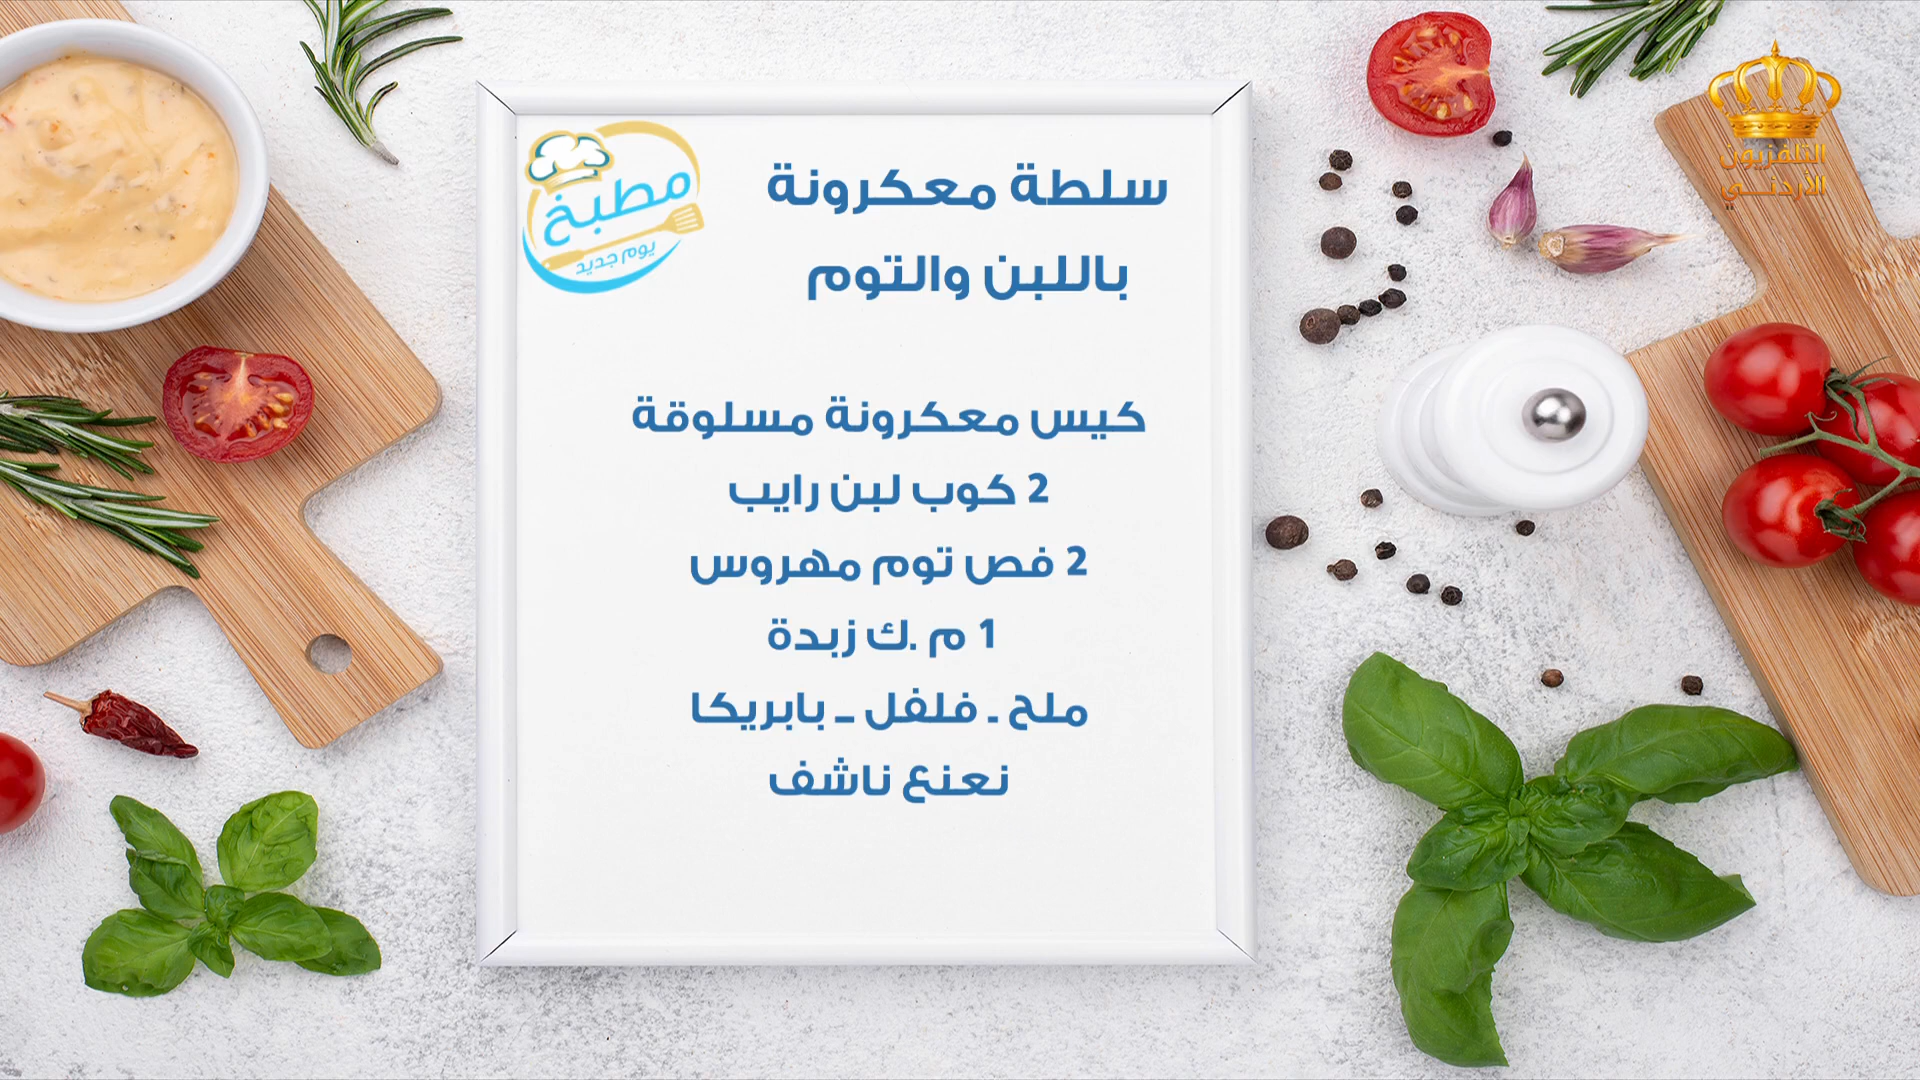 سلطة معكرونة
باللبن والتوم
مطبخ
يوم جديد
كيس معكرونة مسلوقة
2 كوب لبن رايب
2 فص توم مهروس
1 م .ك زبدة
ملح - فلفل – بابريكا
نعنع ناشف
التلفزيون
الأردني